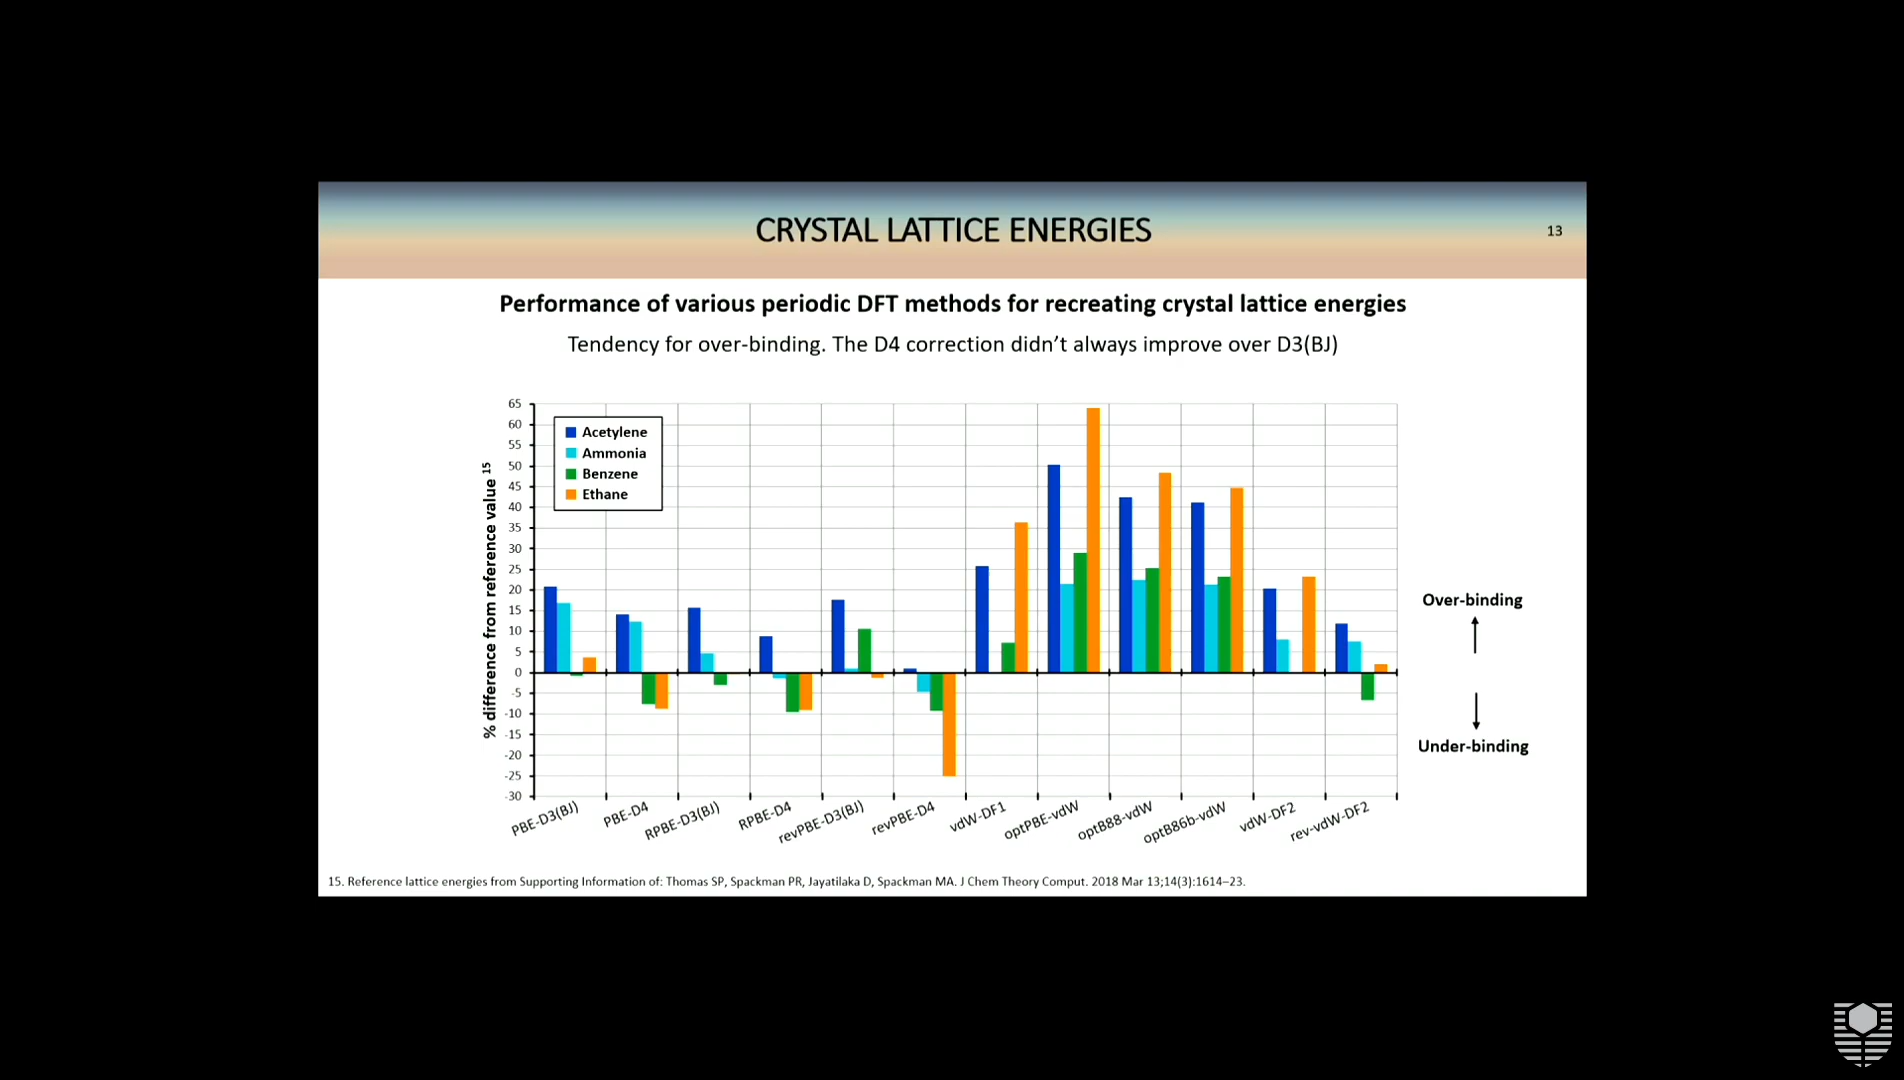 CRYSTAL LATTICE ENERGIES
13
Performance of various periodic DFT methods for recreating crystal lattice energies
Tendency for over-binding. The D4 correction didn’t always improve over D3(BJ)
% difference from reference value 15
65
60
55
50
45
40
35
30
25
20
15
10
5
0
-5
-10
-15
-20
-25
-30
Acetylene
Ammonia
Benzene
Ethane
PBE-D3(BJ)
PBE-D4
RPBE-D3(BJ)
RPBE-D4
revPBE-D3(BJ)
revPBE-D4
vdW-DF1
optPBE-vdW
optB88-vdW
optB86b-vdW
vdW-DF2
rev-vdW-DF2
Over-binding
Under-binding
15. Reference lattice energies from Supporting Information of: Thomas SP, Spackman PR, Jayatilaka D, Spackman MA. J Chem Theory Comput. 2018 Mar 13;14(3):1614–23.